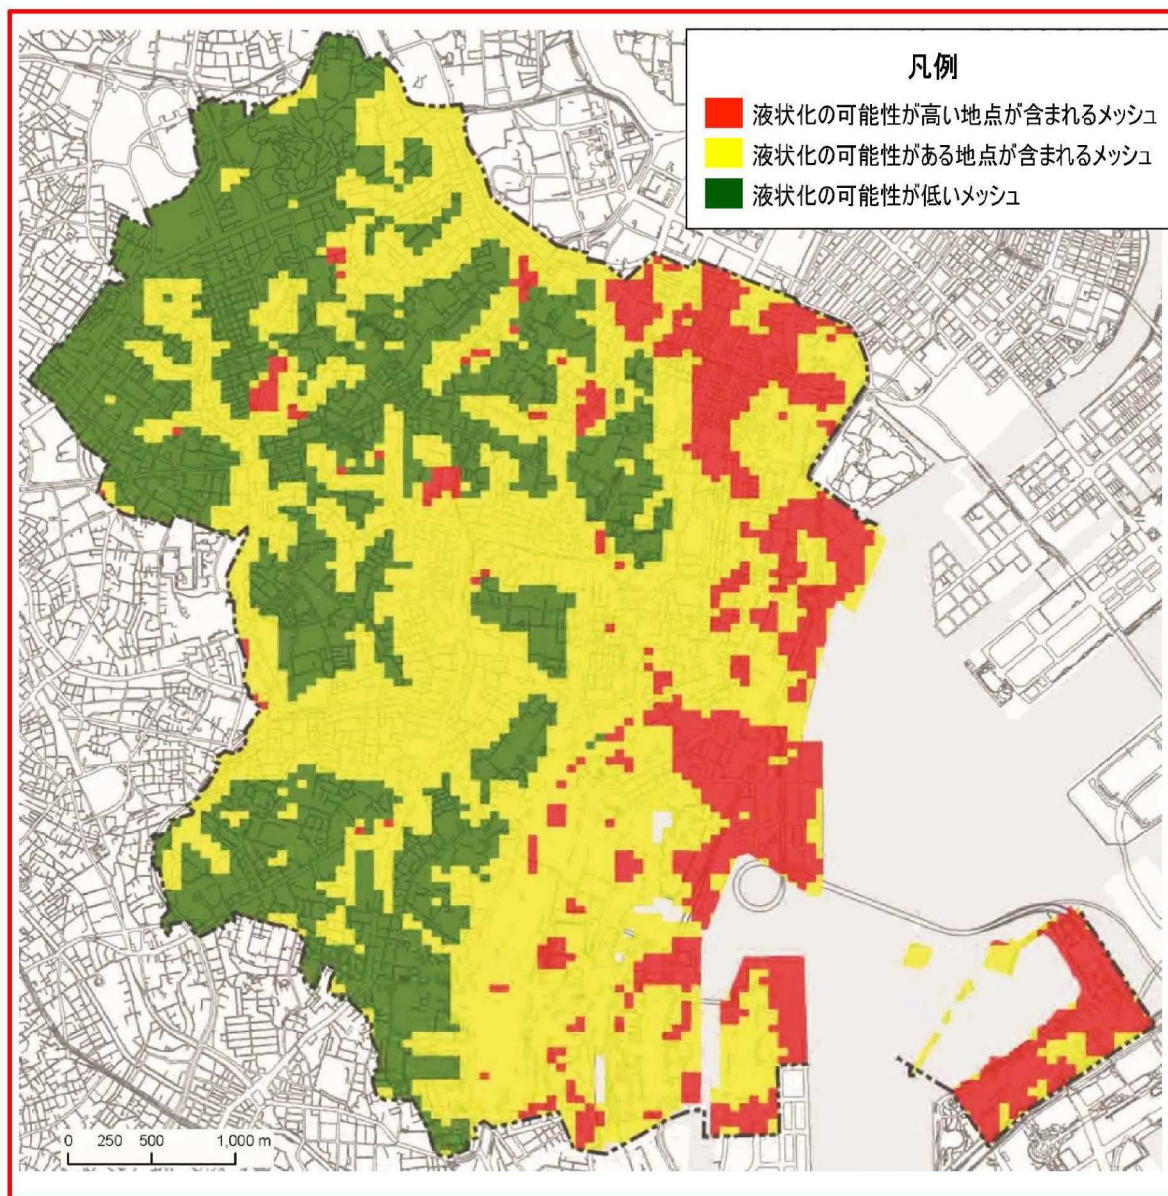 凡例
液状化の可能性が高い地点が含まれるメッシュ
液状化の可能性がある地点が含まれるメッシュ
液状化の可能性が低いメッシュ
0 250 500 1,000 m